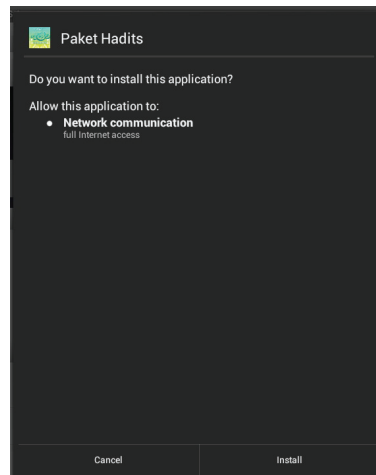 Paket Hadits
Do you want to install this application?
Allow this application to:
● Network communication
full Internet access
Cancel
Install